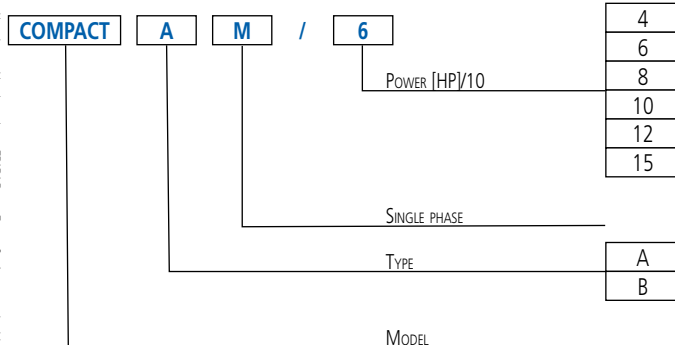 COMPACT A M / 6
4
6
Power [HP]/10 8
10
12
15
Single phase
Type A
B
Model